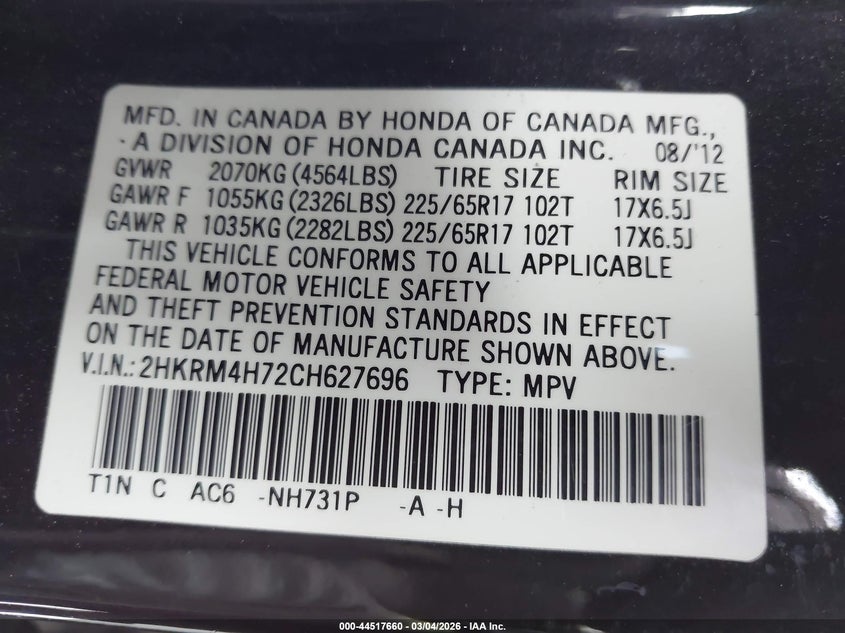 MFD. IN CANADA BY HONDA OF CANADA MFG.,
-A DIVISION OF HONDA CANADA INC. 08/'12
GVWR 2070KG (4564LBS) TIRE SIZE RIM SIZE
GAWR F 1055KG (2326LBS) 225/65R17 102T 17X6.5J
GAWR R 1035KG (2282LBS) 225/65R17 102T 17X6.5J
THIS VEHICLE CONFORMS TO ALL APPLICABLE
FEDERAL MOTOR VEHICLE SAFETY
AND THEFT PREVENTION STANDARDS IN EFFECT
ON THE DATE OF MANUFACTURE SHOWN ABOVE.
V.I.N.: 2HKRM4H72CH627696 TYPE: MPV
T1N C AC6 -NH731P -A -H
000-44517660 - 03/04/2026 - IAA Inc.